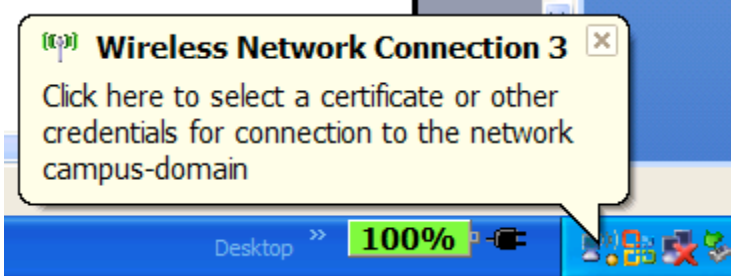 Wireless Network Connection 3
Click here to select a certificate or other
credentials for connection to the network
campus-domain
Desktop »
100%